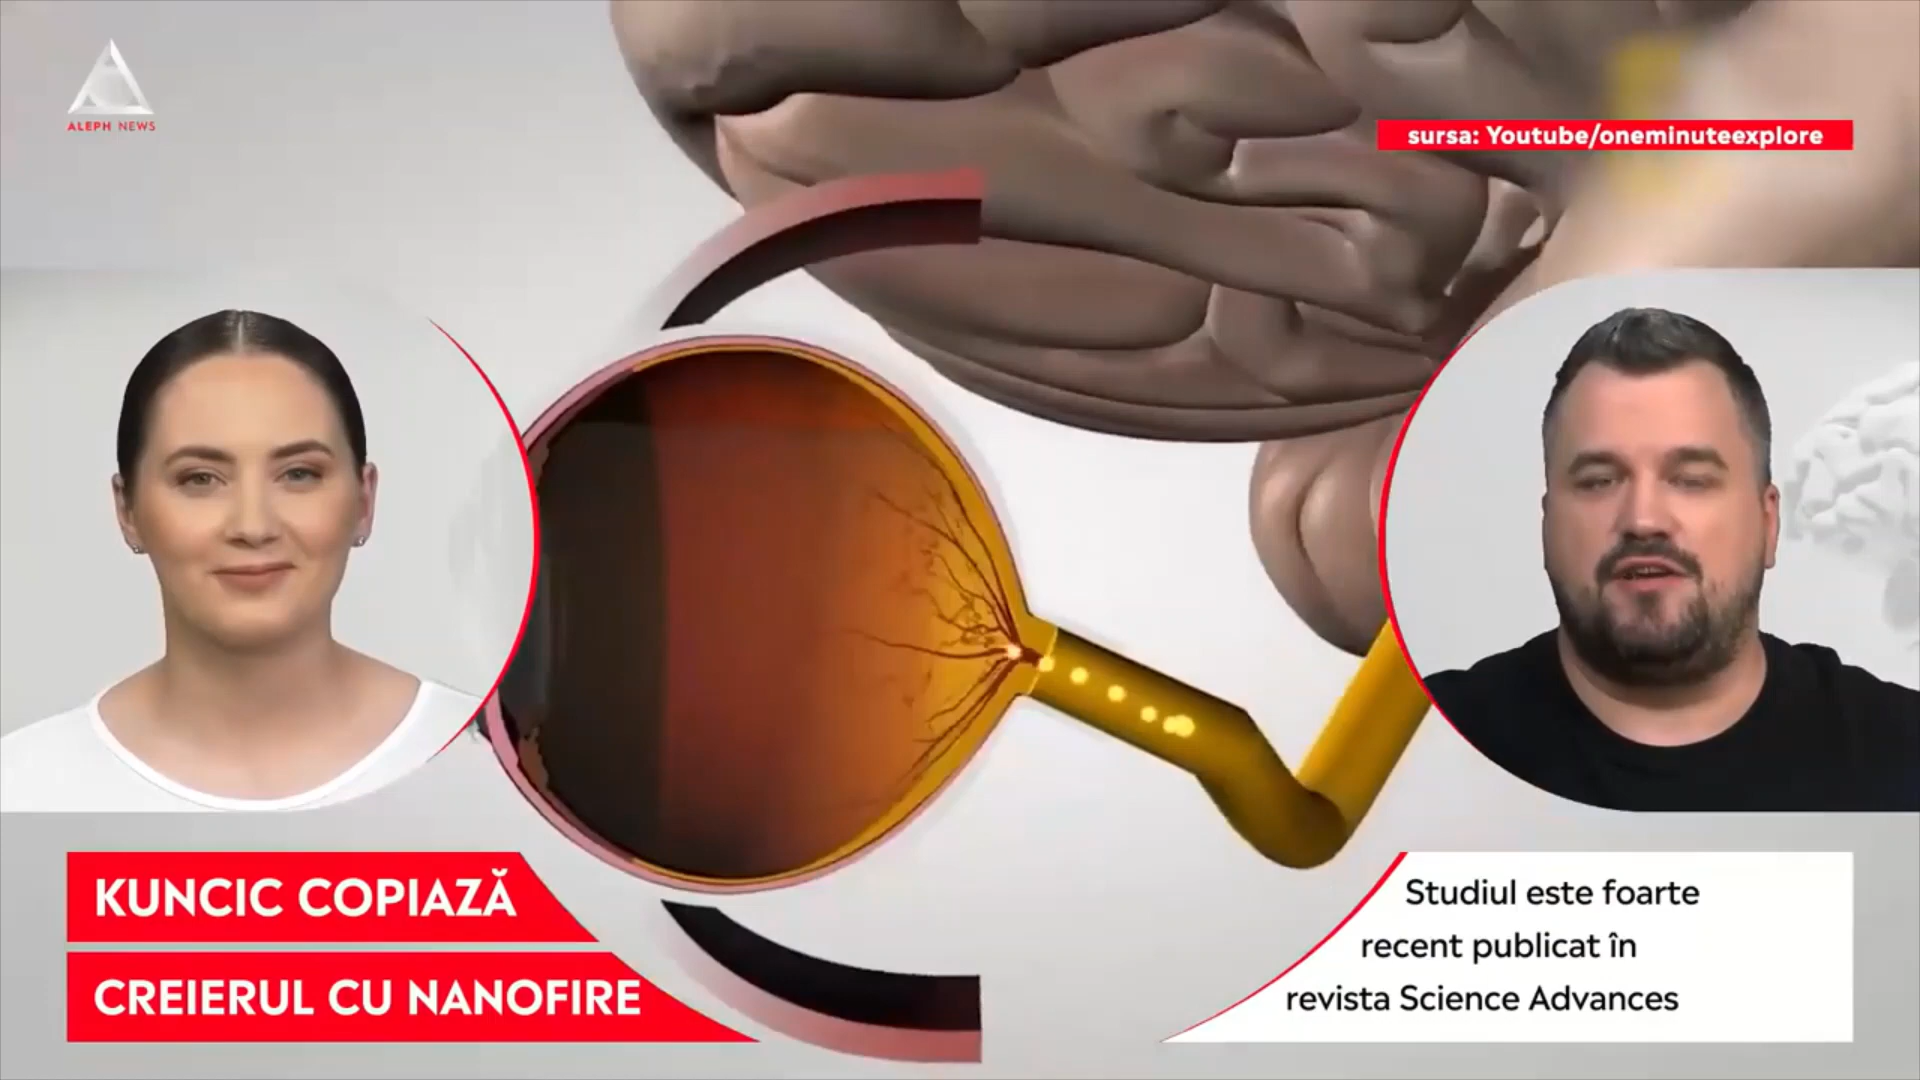 ALEPH NEWS
sursa: Youtube/oneminuteexplore
KUNCIC COPIAZĂ
CREIERUL CU NANOFIRE
Studiul este foarte
recent publicat în
revista Science Advances